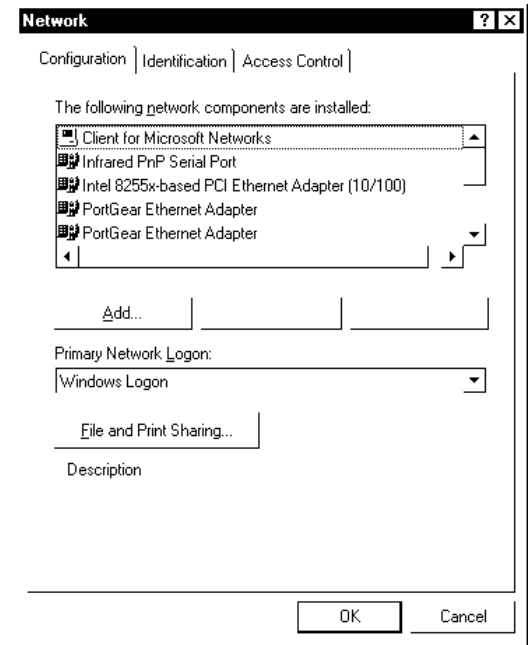 Network
Configuration Identification Access Control
The following network components are installed:
Client for Microsoft Networks
Infrared PnP Serial Port
Intel 8255x-based PCI Ethernet Adapter (10/100)
PortGear Ethernet Adapter
PortGear Ethernet Adapter
Add...
Primary Network Logon:
Windows Logon
File and Print Sharing...
Description
OK Cancel